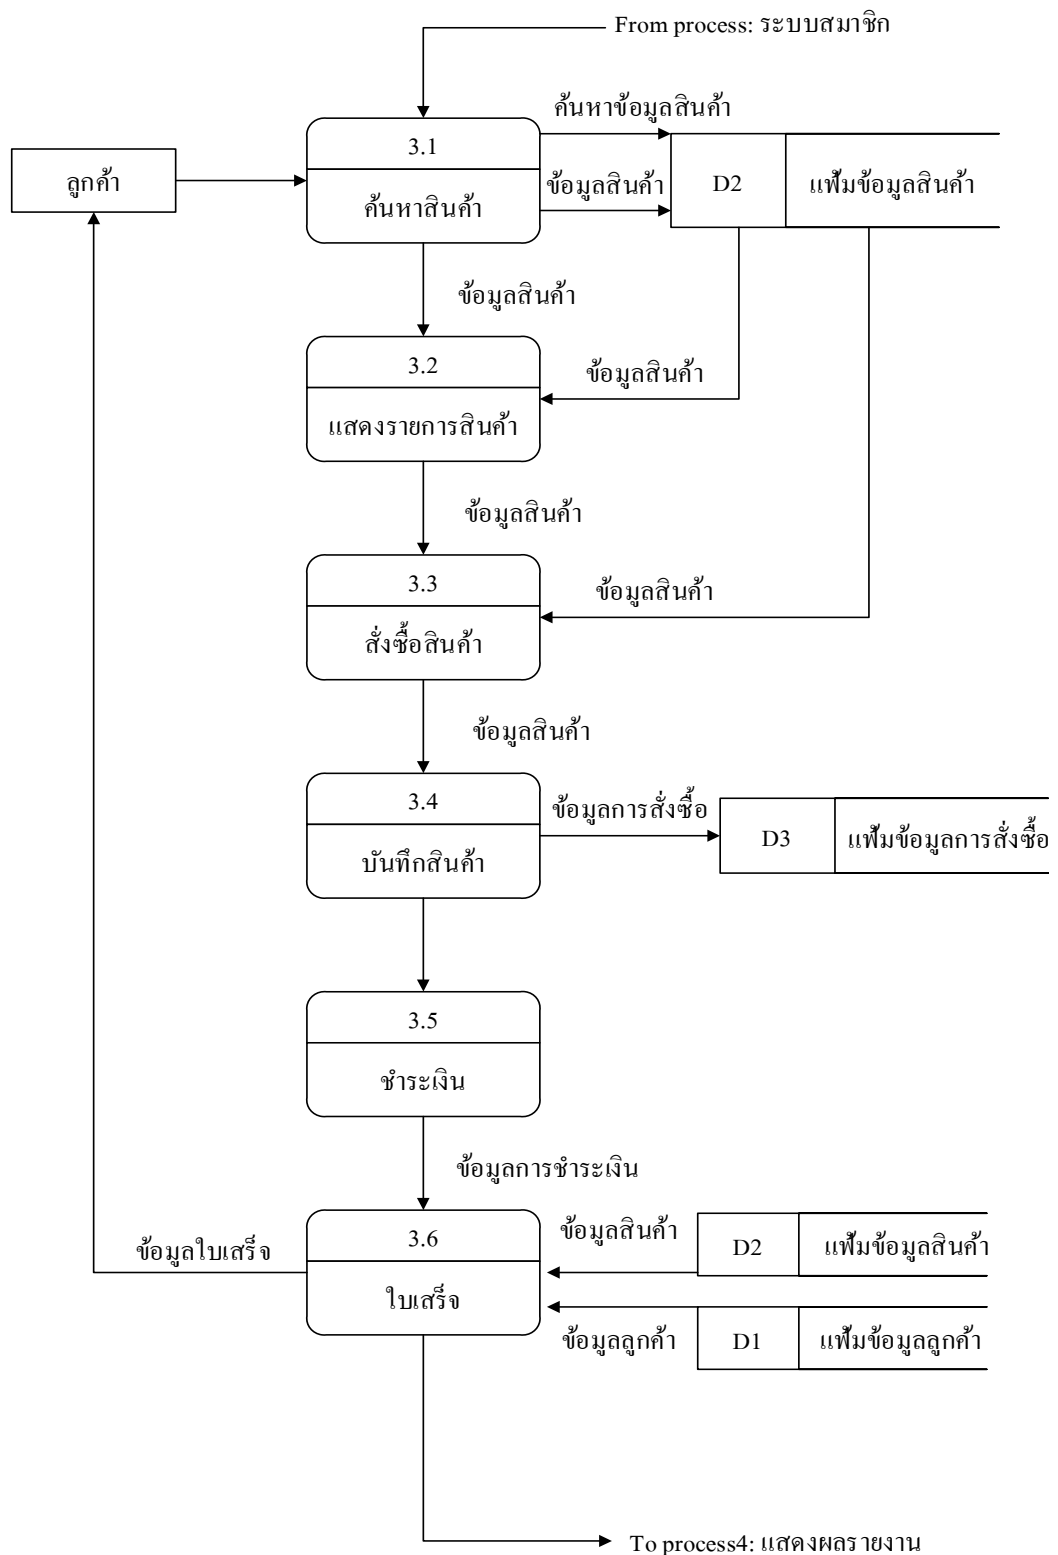 From process: ระบบสมาชิก
ค้นหาข้อมูลสินค้า
3.1
ลูกค้า
ข้อมูลสินค้า
D2
แฟ้มข้อมูลสินค้า
ค้นหาสินค้า
ข้อมูลสินค้า
3.2
ข้อมูลสินค้า
แสดงรายการสินค้า
ข้อมูลสินค้า
3.3
ข้อมูลสินค้า
สั่งซื้อสินค้า
ข้อมูลสินค้า
3.4
ข้อมูลการสั่งซื้อ
D3
แฟ้มข้อมูลการสั่งซื้อ
บันทึกสินค้า
3.5
ชำระเงิน
ข้อมูลการชำระเงิน
3.6
ข้อมูลสินค้า
D2
แฟ้มข้อมูลสินค้า
ข้อมูลใบเสร็จ
ใบเสร็จ
ข้อมูลลูกค้า
D1
แฟ้มข้อมูลลูกค้า
To process4: แสดงผลรายงาน